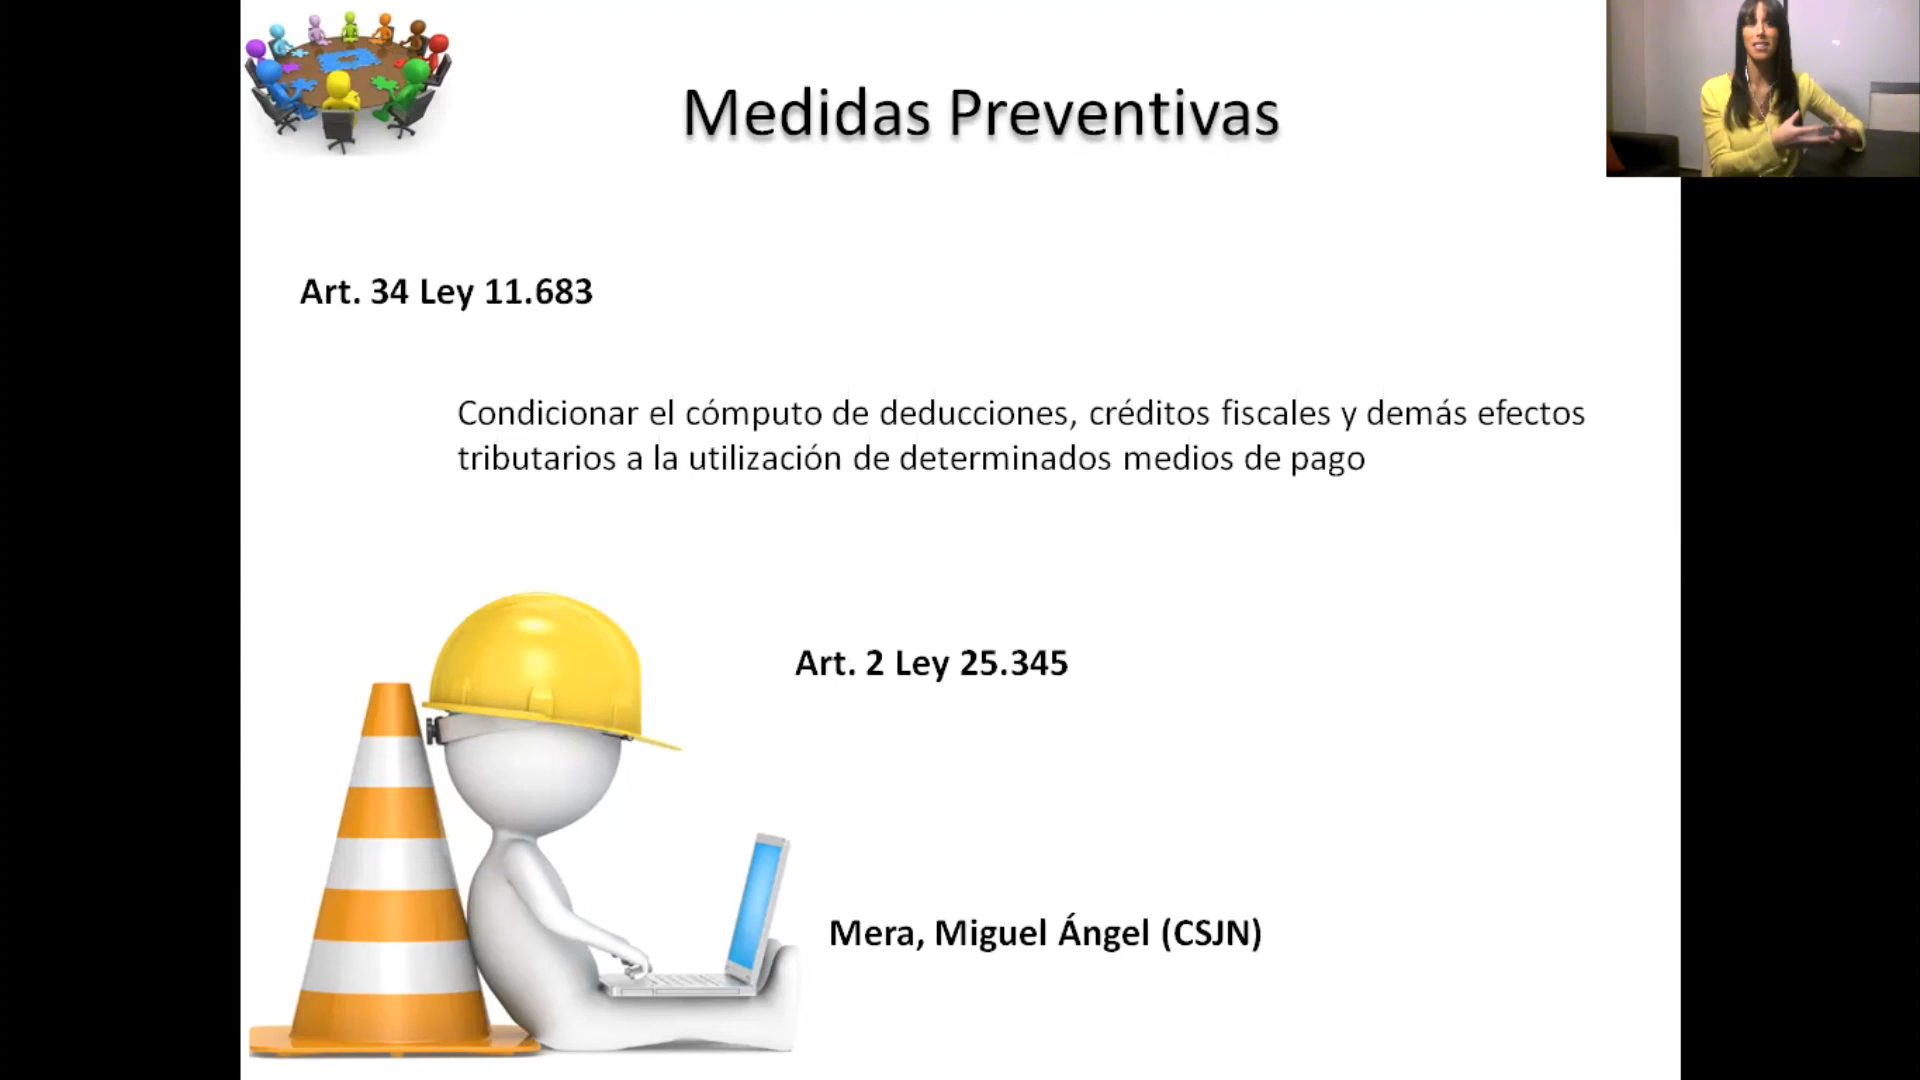 Medidas Preventivas
Art. 34 Ley 11.683
Condicionar el cómputo de deducciones, créditos fiscales y demás efectos
tributarios a la utilización de determinados medios de pago
Art. 2 Ley 25.345
Mera, Miguel Ángel (CSJN)